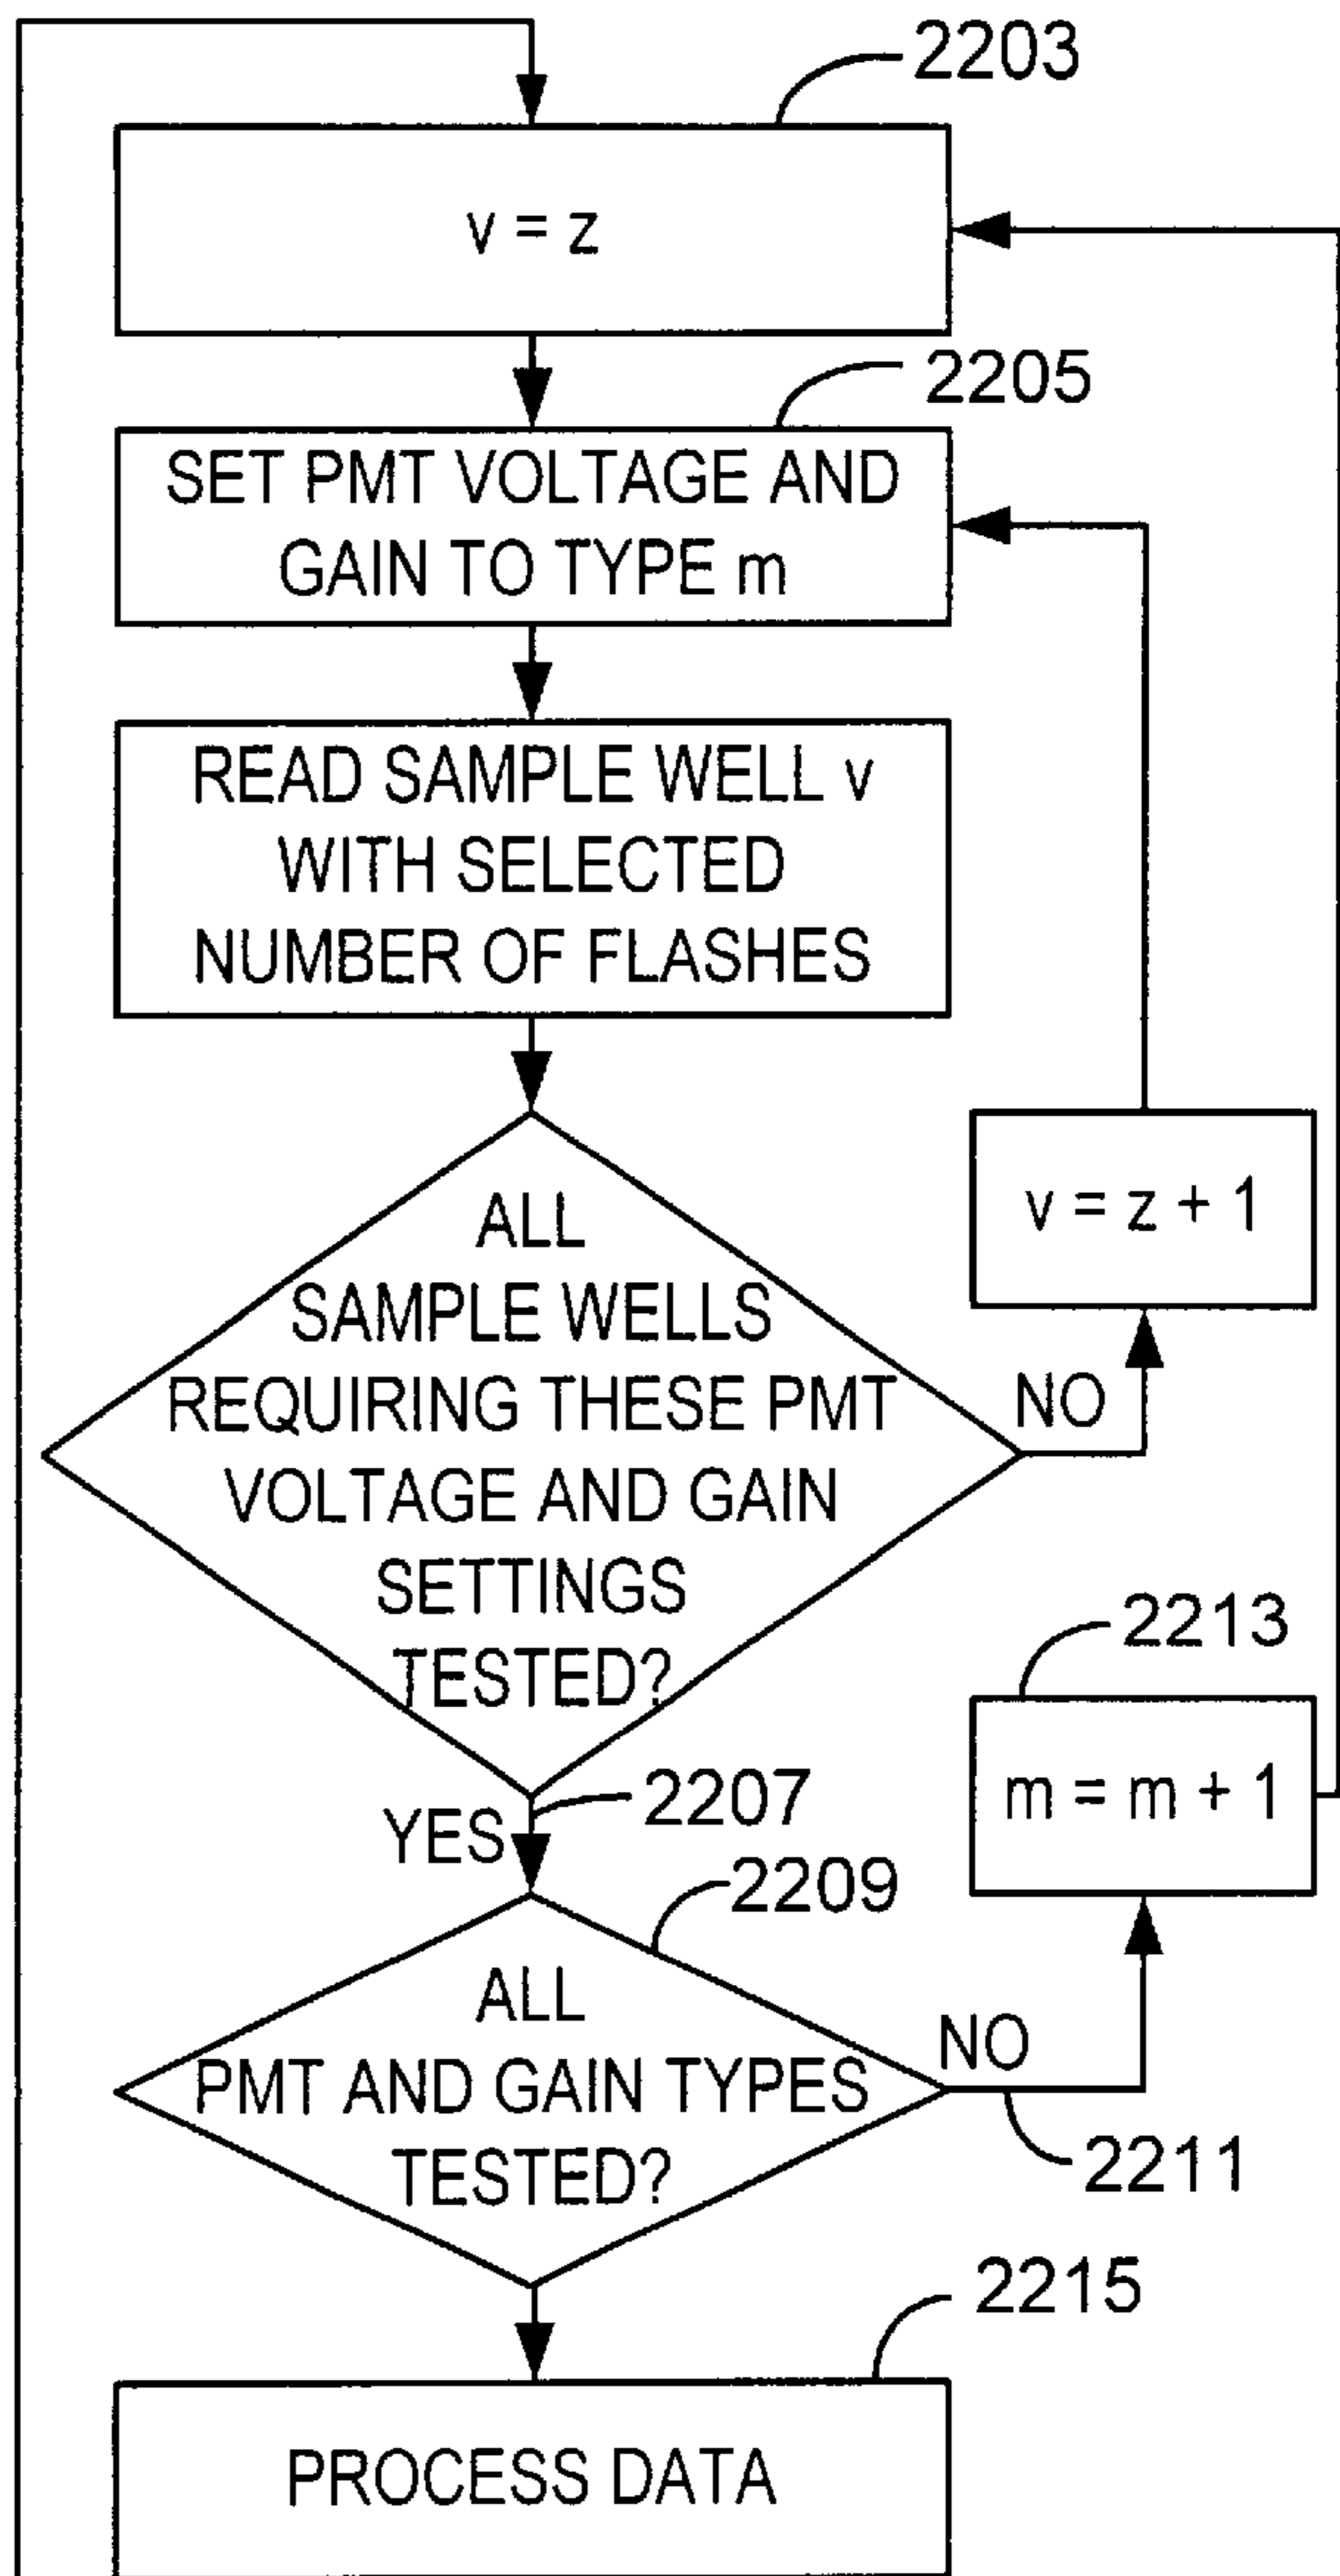 2203
v = z
2205
SET PMT VOLTAGE AND
GAIN TO TYPE m
READ SAMPLE WELL v
WITH SELECTED
NUMBER OF FLASHES
v = z + 1
ALL
SAMPLE WELLS
REQUIRING THESE PMT
VOLTAGE AND GAIN
SETTINGS
TESTED?
NO
2213
m = m + 1
YES
2207
2209
ALL
PMT AND GAIN TYPES
TESTED?
NO
2211
2215
PROCESS DATA